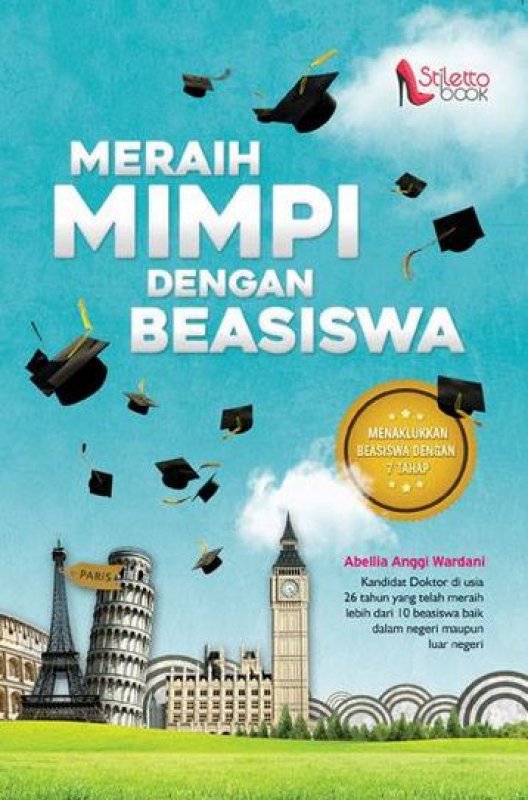 Stiletto
BOOK
MERAIH
MIMPI
DENGAN
BEASISWA
MENAKLUKKAN
BEASISWA DENGAN
7 TAHAP
Abellia Anggi Wardani
Kandidat Doktor di usia
26 tahun yang telah meraih
lebih dari 10 beasiswa baik
dalam negeri maupun
luar negeri
PARIS